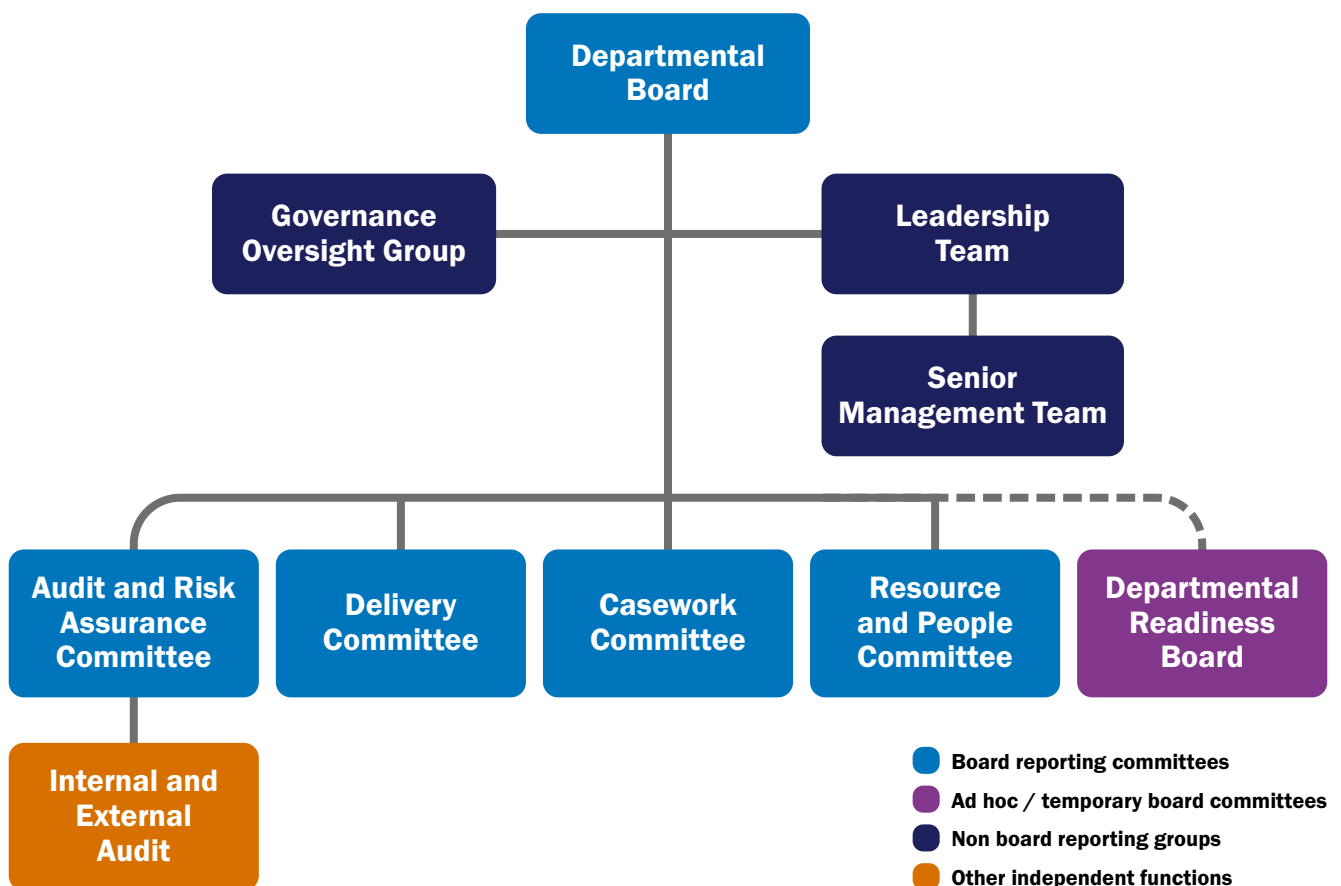 Departmental
Board
Governance
Oversight Group
Leadership
Team
Senior
Management Team
Audit and Risk
Assurance
Committee
Delivery
Committee
Casework
Committee
Resource
and People
Committee
Departmental
Readiness
Board
Internal and
External
Audit
Board reporting committees
Ad hoc / temporary board committees
Non board reporting groups
Other independent functions